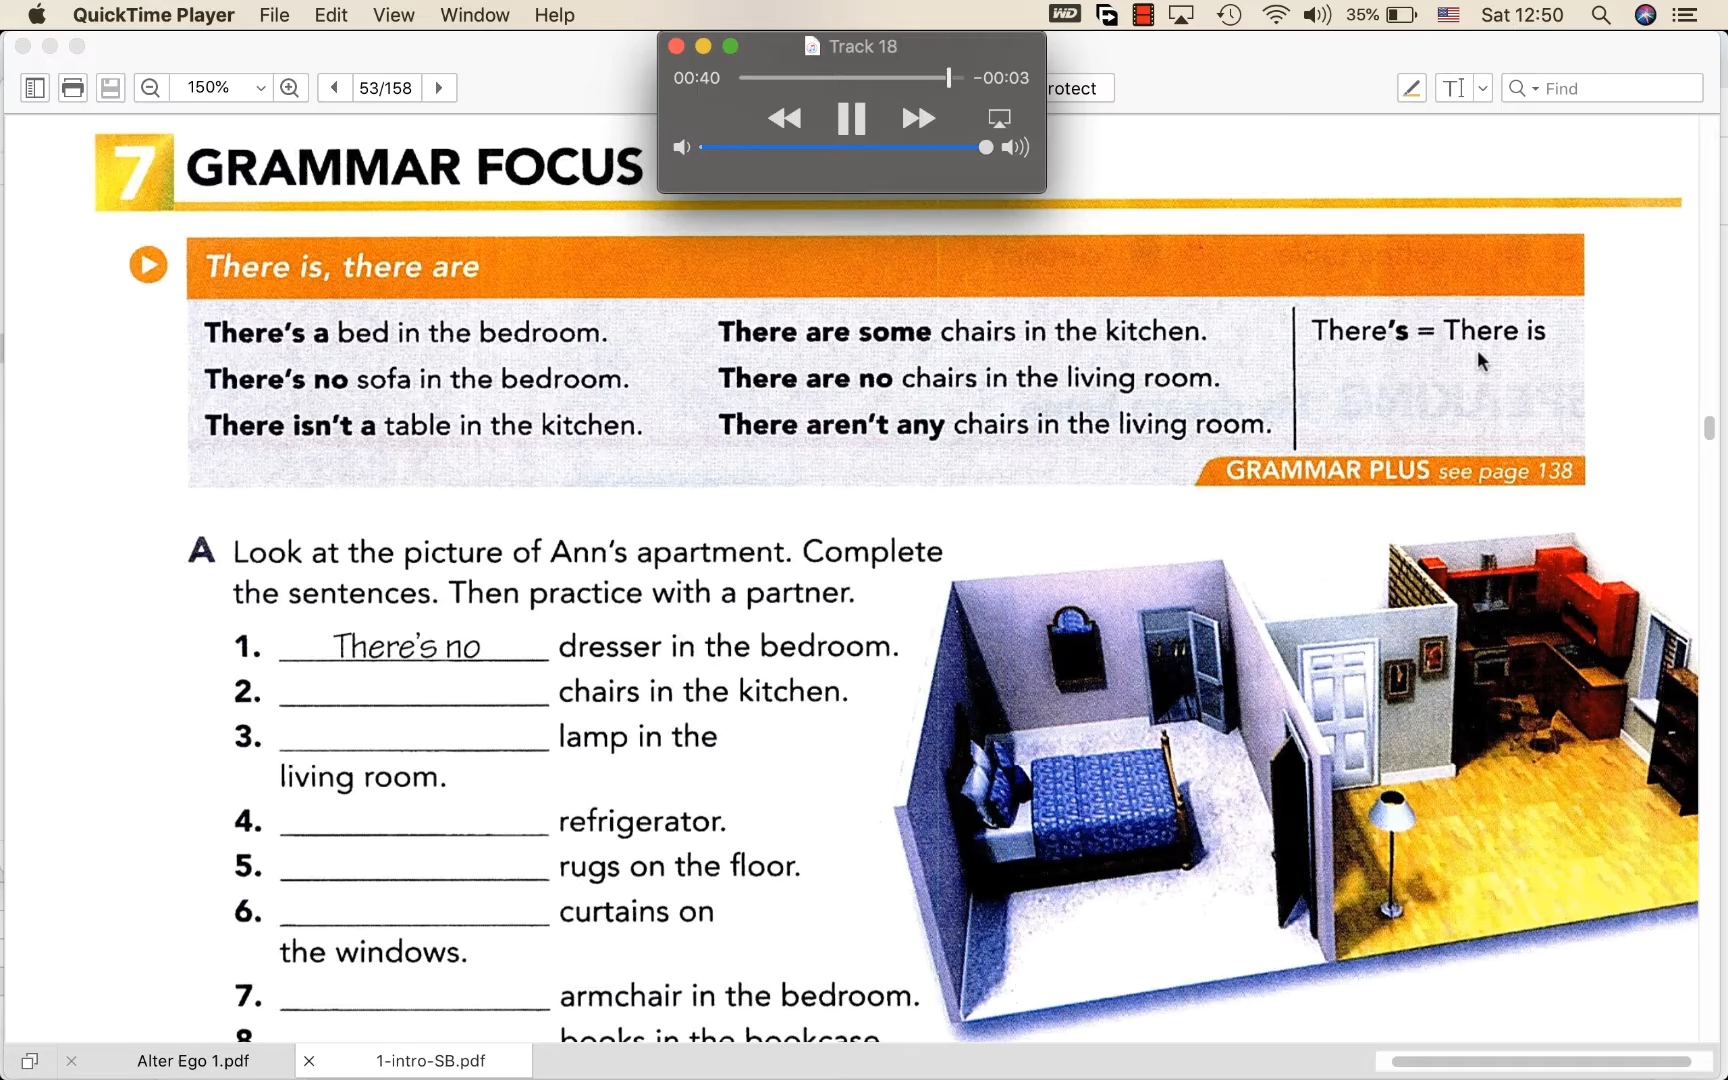 QuickTime Player File Edit View Window Help WD 35% Sat 12:50
Track 18
00:40 -00:03
150% 53/158 rotect T Find
7 GRAMMAR FOCUS
There is, there are
There's a bed in the bedroom. There are some chairs in the kitchen. There's = There is
There's no sofa in the bedroom. There are no chairs in the living room.
There isn't a table in the kitchen. There aren't any chairs in the living room.
GRAMMAR PLUS see page 138
A Look at the picture of Ann's apartment. Complete
the sentences. Then practice with a partner.
1. There's no dresser in the bedroom.
2. chairs in the kitchen.
3. lamp in the
living room.
4. refrigerator.
5. rugs on the floor.
6. curtains on
the windows.
7. armchair in the bedroom.
8 books in the bookcase
Alter Ego 1.pdf 1-intro-SB.pdf